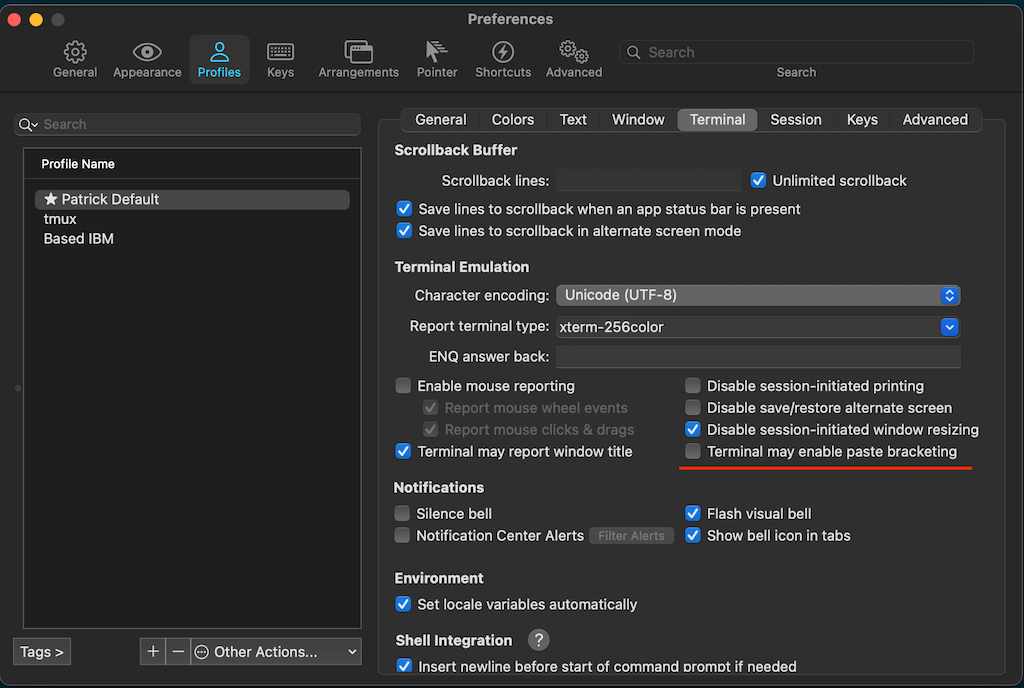 Preferences
General Appearance Profiles Keys Arrangements Pointer Shortcuts Advanced Search
Search
Search
Profile Name
★ Patrick Default
tmux
Based IBM
Tags >
+ − Other Actions...
General Colors Text Window Terminal Session Keys Advanced
Scrollback Buffer
Scrollback lines: Unlimited scrollback
Save lines to scrollback when an app status bar is present
Save lines to scrollback in alternate screen mode
Terminal Emulation
Character encoding: Unicode (UTF-8)
Report terminal type: xterm-256color
ENQ answer back:
Enable mouse reporting Disable session-initiated printing
Report mouse wheel events Disable save/restore alternate screen
Report mouse clicks & drags Disable session-initiated window resizing
Terminal may report window title Terminal may enable paste bracketing
Notifications
Silence bell Flash visual bell
Notification Center Alerts Filter Alerts Show bell icon in tabs
Environment
Set locale variables automatically
Shell Integration ?
Insert newline before start of command prompt if needed